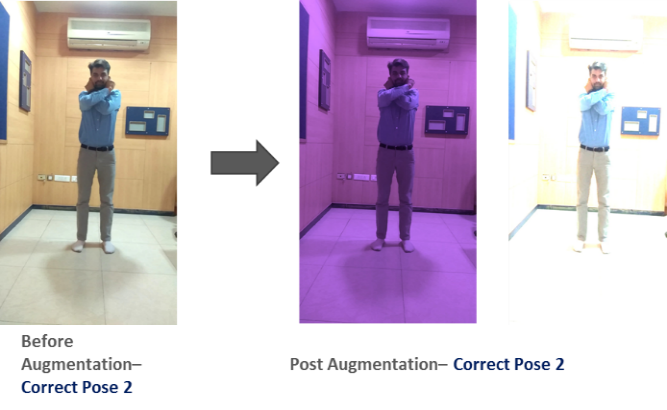 Before
Augmentation–
Correct Pose 2
Post Augmentation– Correct Pose 2